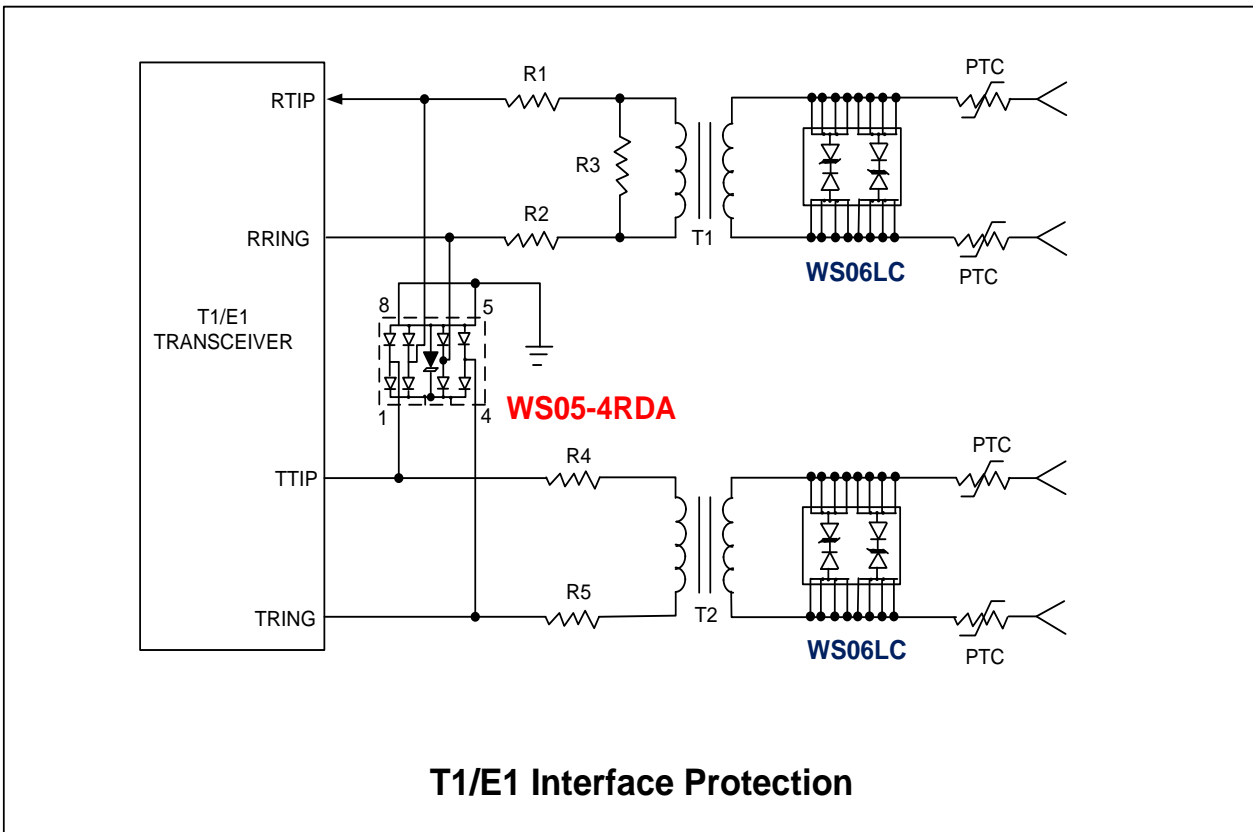 PTC
R1
RTIP
R3
R2
RRING
T1
WS06LC
PTC
8
5
T1/E1
TRANSCEIVER
1
4
WS05-4RDA
PTC
R4
TTIP
R5
TRING
T2
WS06LC
PTC
T1/E1 Interface Protection